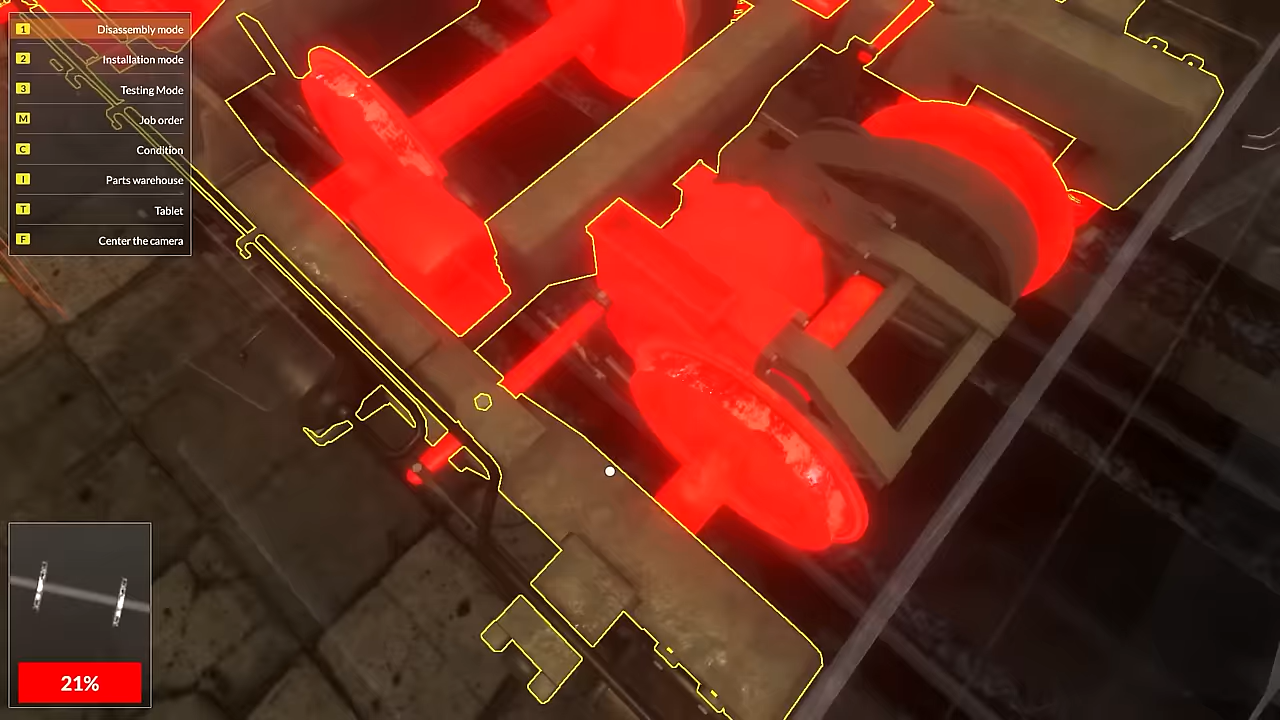 1 Disassembly mode
2 Installation mode
3 Testing Mode
M Job order
C Condition
I Parts warehouse
T Tablet
F Center the camera
21%